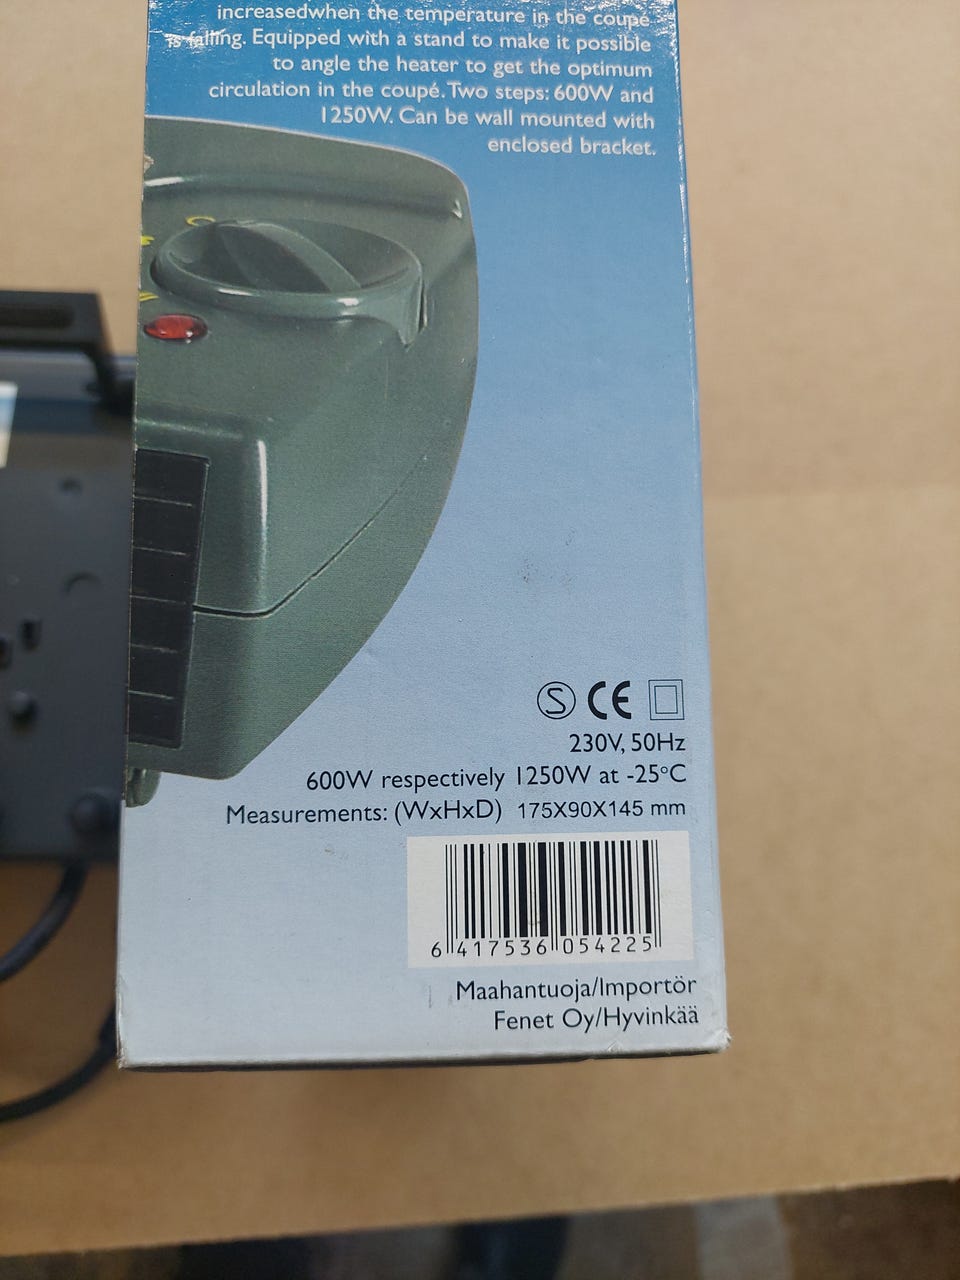 increasedwhen the temperature in the coupé
is falling. Equipped with a stand to make it possible
to angle the heater to get the optimum
circulation in the coupé. Two steps: 600W and
1250W. Can be wall mounted with
enclosed bracket.
S CE
230V, 50Hz
600W respectively 1250W at -25°C
Measurements: (WxHxD) 175X90X145 mm
6 417536 054225
Maahantuoja/Importör
Fenet Oy/Hyvinkää